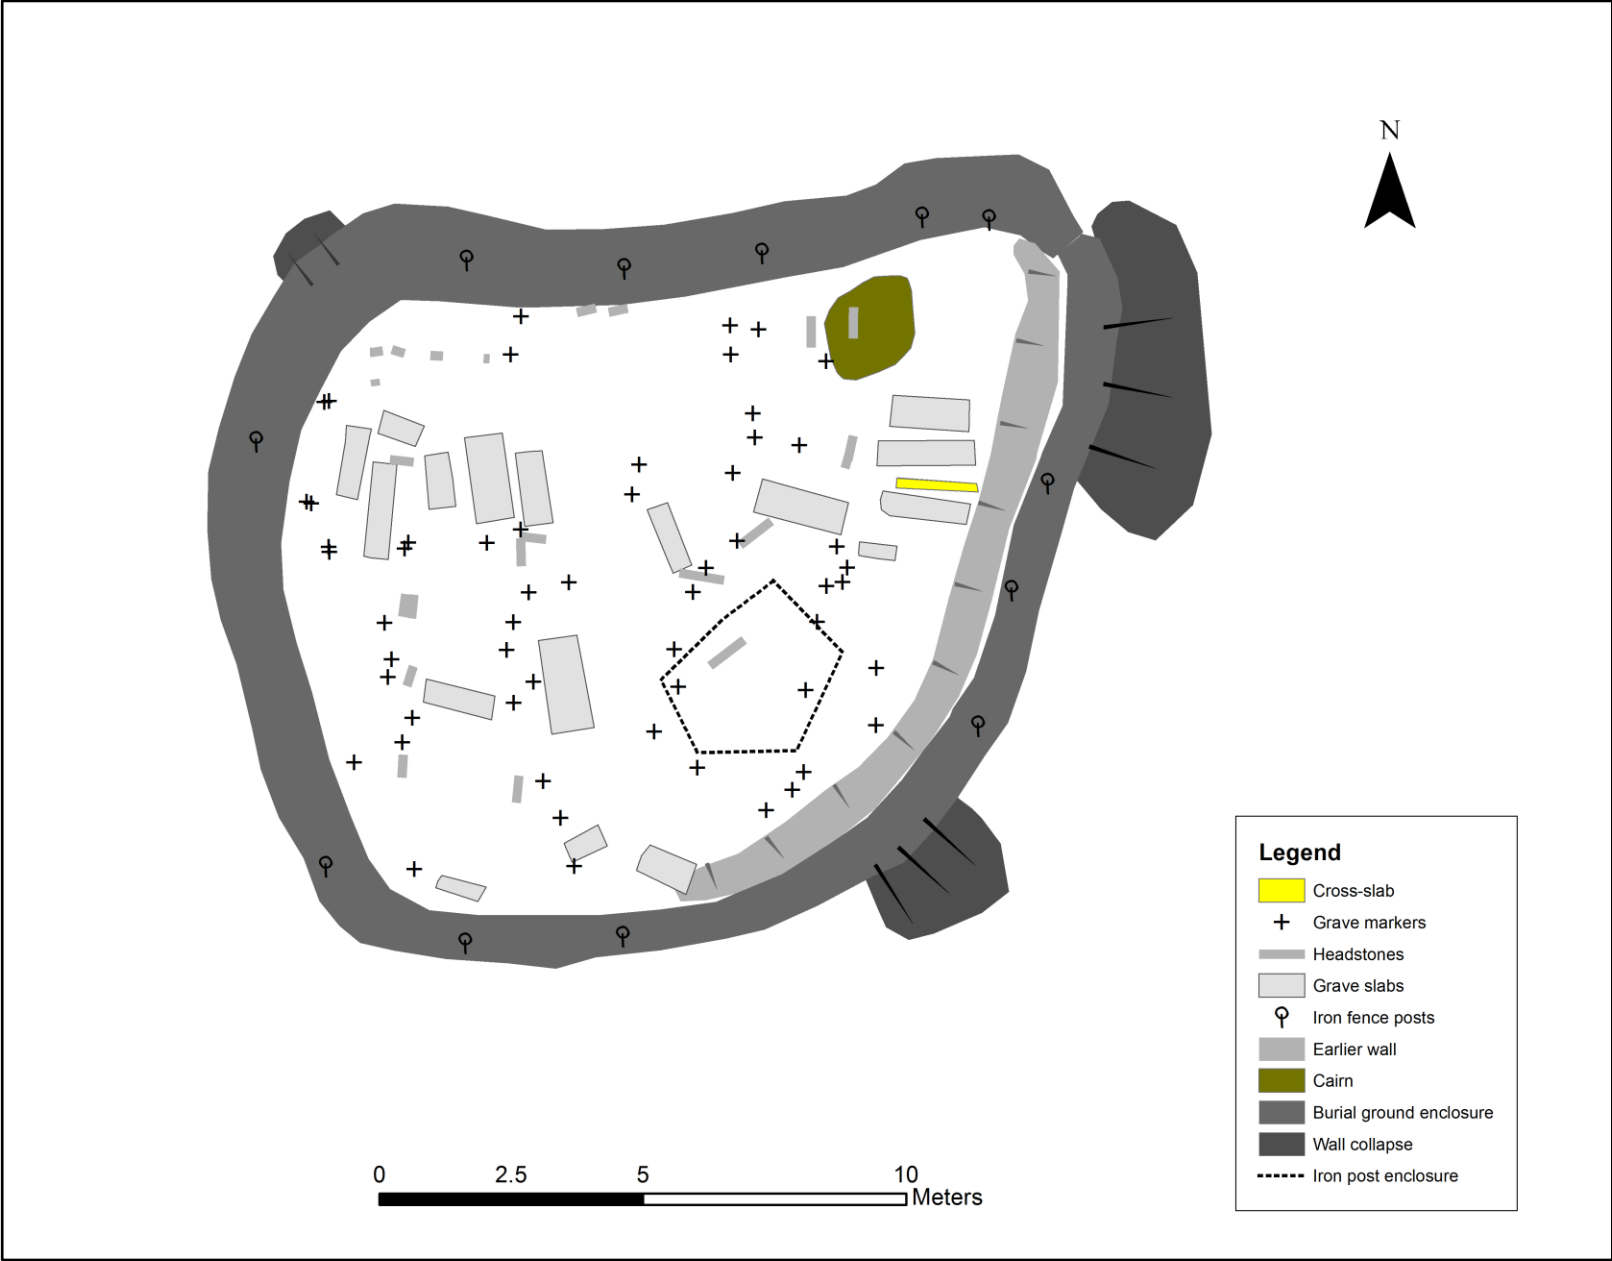 N
Legend
Cross-slab
Grave markers
Headstones
Grave slabs
Iron fence posts
Earlier wall
Cairn
Burial ground enclosure
Wall collapse
Iron post enclosure
0 2.5 5 10
Meters